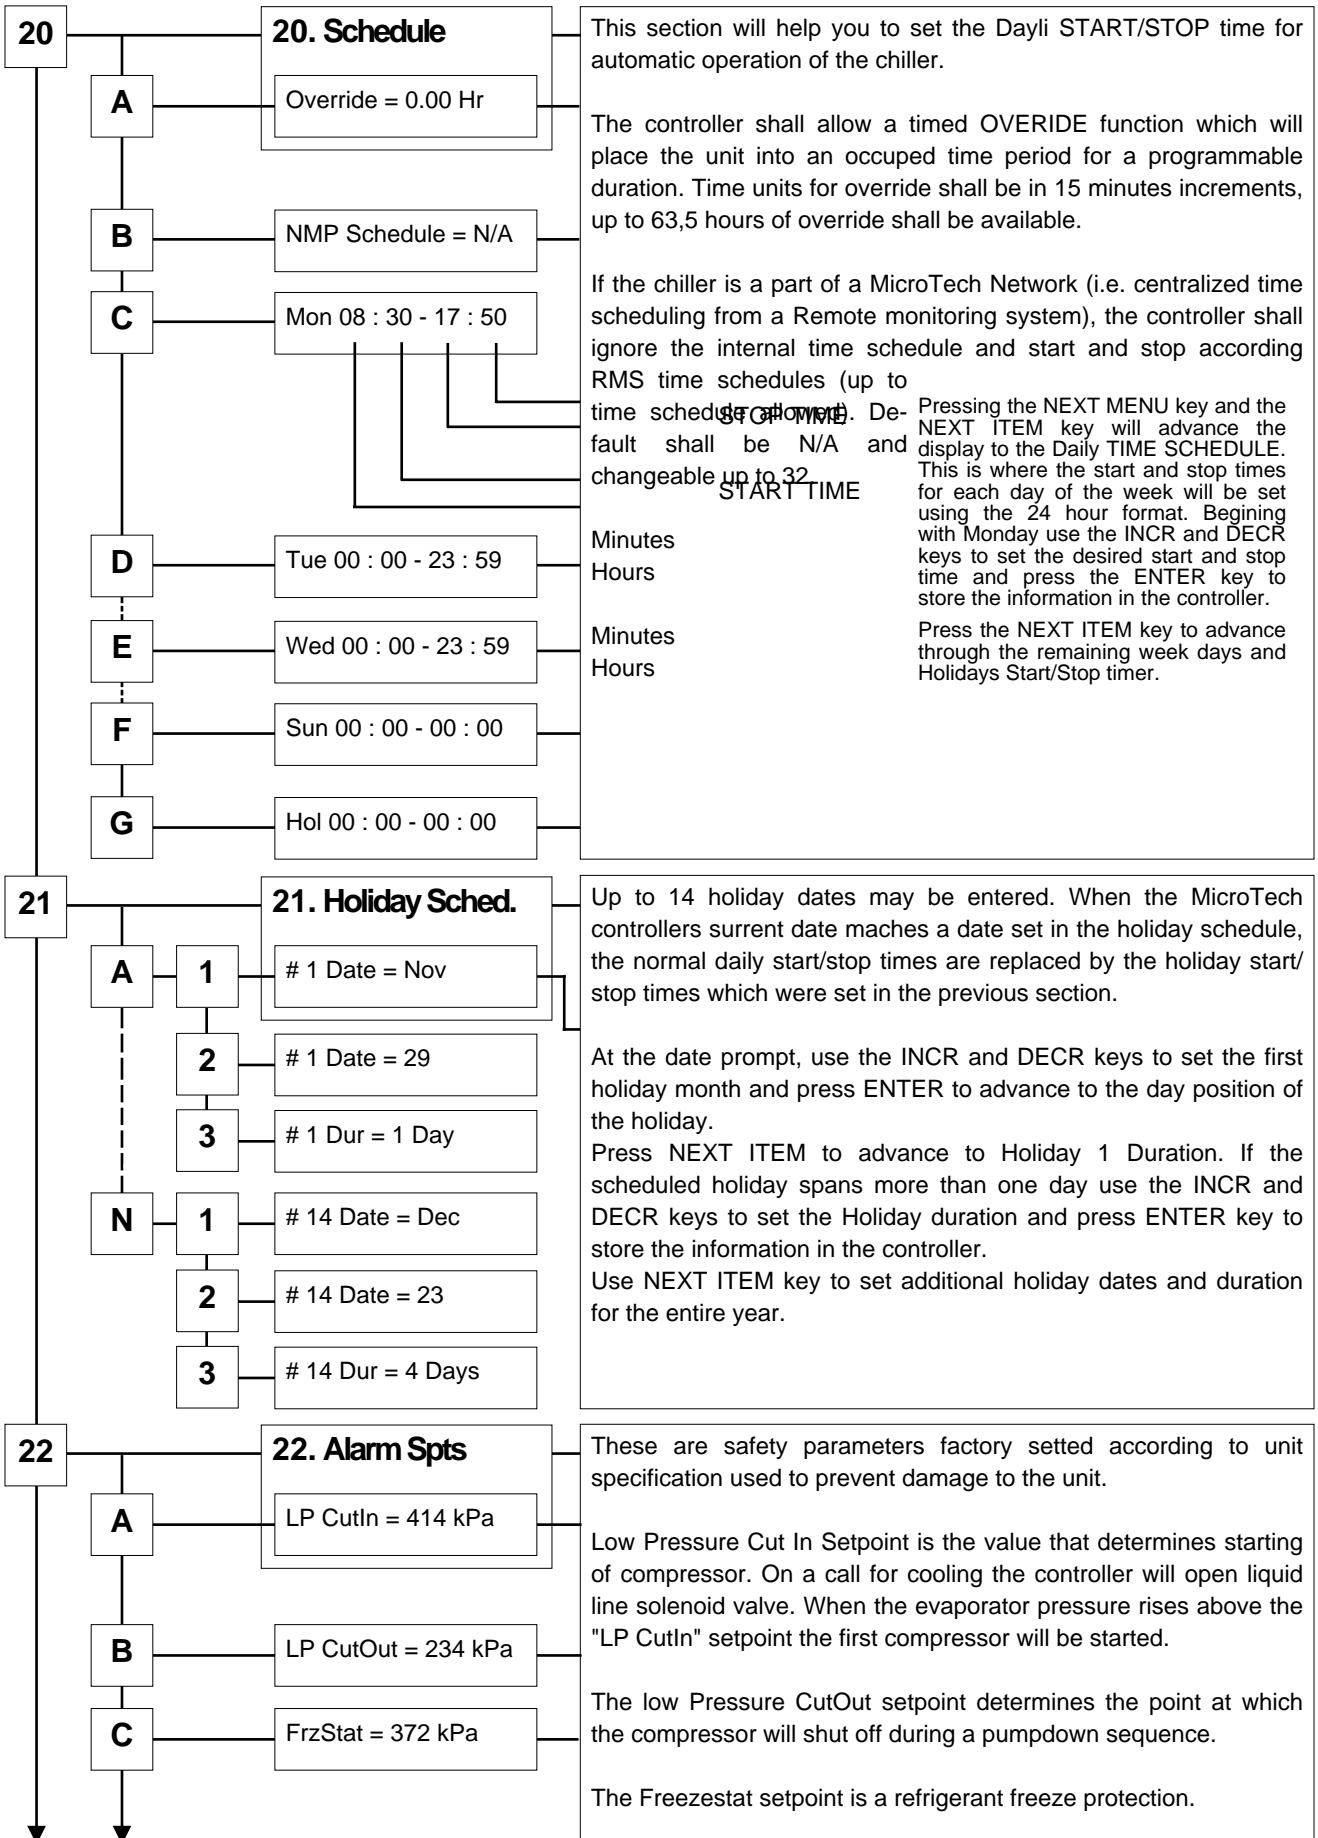 20
20. Schedule
A
Override = 0.00 Hr
B
NMP Schedule = N/A
C
Mon 08 : 30 - 17 : 50
D
Tue 00 : 00 - 23 : 59
E
Wed 00 : 00 - 23 : 59
F
Sun 00 : 00 - 00 : 00
G
Hol 00 : 00 - 00 : 00
This section will help you to set the Dayli START/STOP time for
automatic operation of the chiller.
The controller shall allow a timed OVERIDE function which will
place the unit into an occuped time period for a programmable
duration. Time units for override shall be in 15 minutes increments,
up to 63,5 hours of override shall be available.
If the chiller is a part of a MicroTech Network (i.e. centralized time
scheduling from a Remote monitoring system), the controller shall
ignore the internal time schedule and start and stop according
RMS time schedules (up to
time schedule allowed). De-
fault shall be N/A and
changeable up to 32.
STOP TIME
START TIME
Minutes
Hours
Minutes
Hours
Pressing the NEXT MENU key and the
NEXT ITEM key will advance the
display to the Daily TIME SCHEDULE.
This is where the start and stop times
for each day of the week will be set
using the 24 hour format. Begining
with Monday use the INCR and DECR
keys to set the desired start and stop
time and press the ENTER key to
store the information in the controller.
Press the NEXT ITEM key to advance
through the remaining week days and
Holidays Start/Stop timer.
21
21. Holiday Sched.
A
1
# 1 Date = Nov
2
# 1 Date = 29
3
# 1 Dur = 1 Day
N
1
# 14 Date = Dec
2
# 14 Date = 23
3
# 14 Dur = 4 Days
Up to 14 holiday dates may be entered. When the MicroTech
controllers surrent date maches a date set in the holiday schedule,
the normal daily start/stop times are replaced by the holiday start/
stop times which were set in the previous section.
At the date prompt, use the INCR and DECR keys to set the first
holiday month and press ENTER to advance to the day position of
the holiday.
Press NEXT ITEM to advance to Holiday 1 Duration. If the
scheduled holiday spans more than one day use the INCR and
DECR keys to set the Holiday duration and press ENTER key to
store the information in the controller.
Use NEXT ITEM key to set additional holiday dates and duration
for the entire year.
22
22. Alarm Spts
A
LP CutIn = 414 kPa
B
LP CutOut = 234 kPa
C
FrzStat = 372 kPa
These are safety parameters factory setted according to unit
specification used to prevent damage to the unit.
Low Pressure Cut In Setpoint is the value that determines starting
of compressor. On a call for cooling the controller will open liquid
line solenoid valve. When the evaporator pressure rises above the
"LP CutIn" setpoint the first compressor will be started.
The low Pressure CutOut setpoint determines the point at which
the compressor will shut off during a pumpdown sequence.
The Freezestat setpoint is a refrigerant freeze protection.